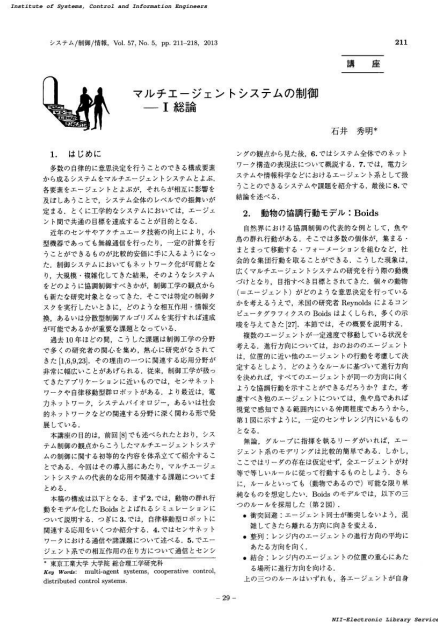 Institute of Systems, Control and Information Engineers
システム/制御/情報, Vol. 57, No. 5, pp. 211–218, 2013
211
講 座
マルチエージェントシステムの制御
— I 総論
石井 秀明*
1. はじめに
多数の自律的に意思決定を行うことのできる構成要素
から成るシステムをマルチエージェントシステムとよぶ.
各要素をエージェントとよぶが，それらが相互に影響を
及ぼしあうことで，システム全体のレベルでの振舞いが
定まる．とくに工学的なシステムにおいては，エージェ
ント間で共通の目標を達成することが目的となる．
近年のセンサやアクチュエータ技術の向上により，小
型機器であっても無線通信を行ったり，一定の計算を行
うことができるものが比較的安価に手に入るようになっ
た．制御システムにおいてもネットワーク化が可能とな
り，大規模・複雑化してきた結果，そのようなシステム
をどのように協調制御すべきかが，制御工学の観点から
も新たな研究対象となってきた．そこでは特定の制御タ
スクを実行したいときに，どのような相互作用・情報交
換，あるいは分散型制御アルゴリズムを実行すれば達成
が可能であるかが重要な課題となっている．
過去 10 年ほどの間，こうした課題は制御工学の分野
で多くの研究者の関心を集め，熱心に研究がなされて
きた [1,6,9,23]．その理由の一つに関連する応用分野が
非常に幅広いことがあげられる．従来，制御工学が扱っ
てきたアプリケーションに近いものでは，センサネット
ワークや自律移動型ロボットがある．より最近は，電
力ネットワーク，システムバイオロジー，あるいは社会
的ネットワークなどの関連する分野に深く関わる形で発
展している．
本講座の目的は，前回 [8] でも述べられたとおり，シス
テム制御の観点からこうしたマルチエージェントシステ
ムの制御に関する初等的な内容を体系立てて紹介するこ
とである．今回はその導入部にあたり，マルチエージェ
ントシステムの代表的な応用や関連する課題についてま
とめる．
本稿の構成は以下となる．まず 2. では，動物の群れ行
動をモデル化した Boids とよばれるシミュレーションに
ついて説明する．つぎに 3. では，自律移動型ロボットに
関連する応用をいくつか紹介する．4. ではセンサネット
ワークにおける通信や諸課題について述べる．5. でエー
ジェント系での相互作用の在り方について通信とセンシ
* 東京工業大学 大学院 総合理工学研究科
Key Words: multi-agent systems, cooperative control,
distributed control systems.
ングの観点から見た後，6. ではシステム全体でのネット
ワーク構造の表現法について概説する．7. では，電力シ
ステムや情報科学などにおけるエージェント系として扱
うことのできるシステムや課題を紹介する．最後に 8. で
結論を述べる．
2. 動物の協調行動モデル：Boids
自然界における協調制御の代表的な例として，魚や
鳥の群れ行動がある．そこでは多数の個体が，集まる・
まとまって移動する・フォーメーションを組むなど，社
会的な集団行動を取ることができる．こうした現象は，
広くマルチエージェントシステムの研究を行う際の動機
づけとなり，目指すべき目標とされてきた．個々の動物
(＝エージェント) がどのような意思決定を行っている
かを考えるうえで，米国の研究者 Reynolds によるコン
ピュータグラフィクスの Boids はよくしられ，多くの示
唆を与えてきた [27]．本節では，その概要を説明する．
複数のエージェントが一定速度で移動している状況を
考える．進行方向については，おのおののエージェント
は，位置的に近い他のエージェントの行動を考慮して決
定するとしよう．どのようなルールに基づいて進行方向
を決めれば，すべてのエージェントが同一の方向に向く
ような協調行動を示すことができるだろうか？また，考
慮すべき他のエージェントについては，魚や鳥であれば
視覚で感知できる範囲内にいる仲間程度であろうから，
第 1 図に示すように，一定のセンサレンジ内にいるもの
となる．
無論，グループに指揮を執るリーダがいれば，エー
ジェント系のモデリングは比較的簡単である．しかし，
ここではリーダの存在は仮定せず，全エージェントが対
等で等しいルールに従って行動するものとしよう．さら
に，ルールといっても（動物であるので）可能な限り単
純なものを想定したい．Boids のモデルでは，以下の三
つのルールを採用した（第 2 図）．
• 衝突回避：エージェント同士が衝突しないよう，混
雑してきたら離れる方向に向きを変える．
• 整列：レンジ内のエージェントの進行方向の平均に
あたる方向を向く．
• 結合：レンジ内のエージェントの位置の重心にあた
る場所に進行方向を向ける．
上の三つのルールはいずれも，各エージェントが自身
– 29 –
NII-Electronic Library Service